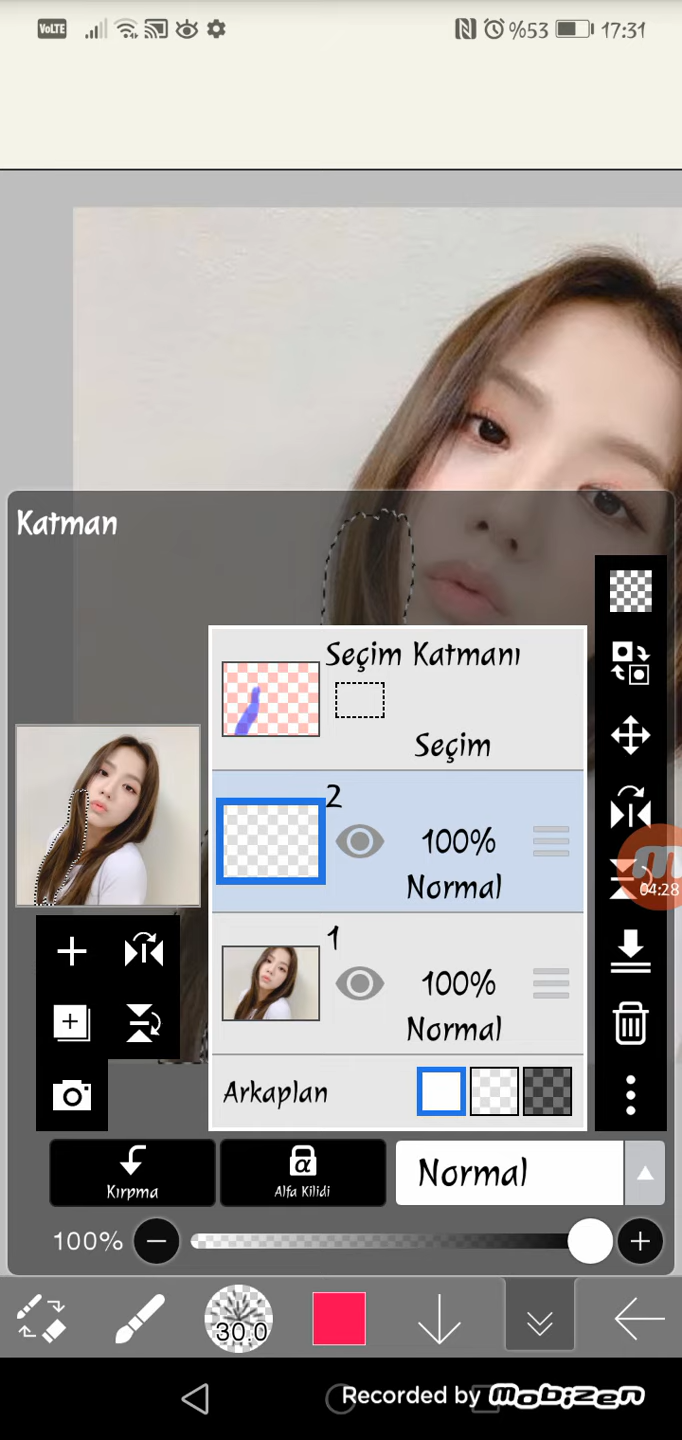 VoLTE
%53
17:31
Katman
Seçim Katmanı
Seçim
2
100%
Normal
04:28
1
100%
Normal
Arkaplan
Kırpma
α
Alfa Kilidi
Normal
100%
30.0
Recorded by mobizen